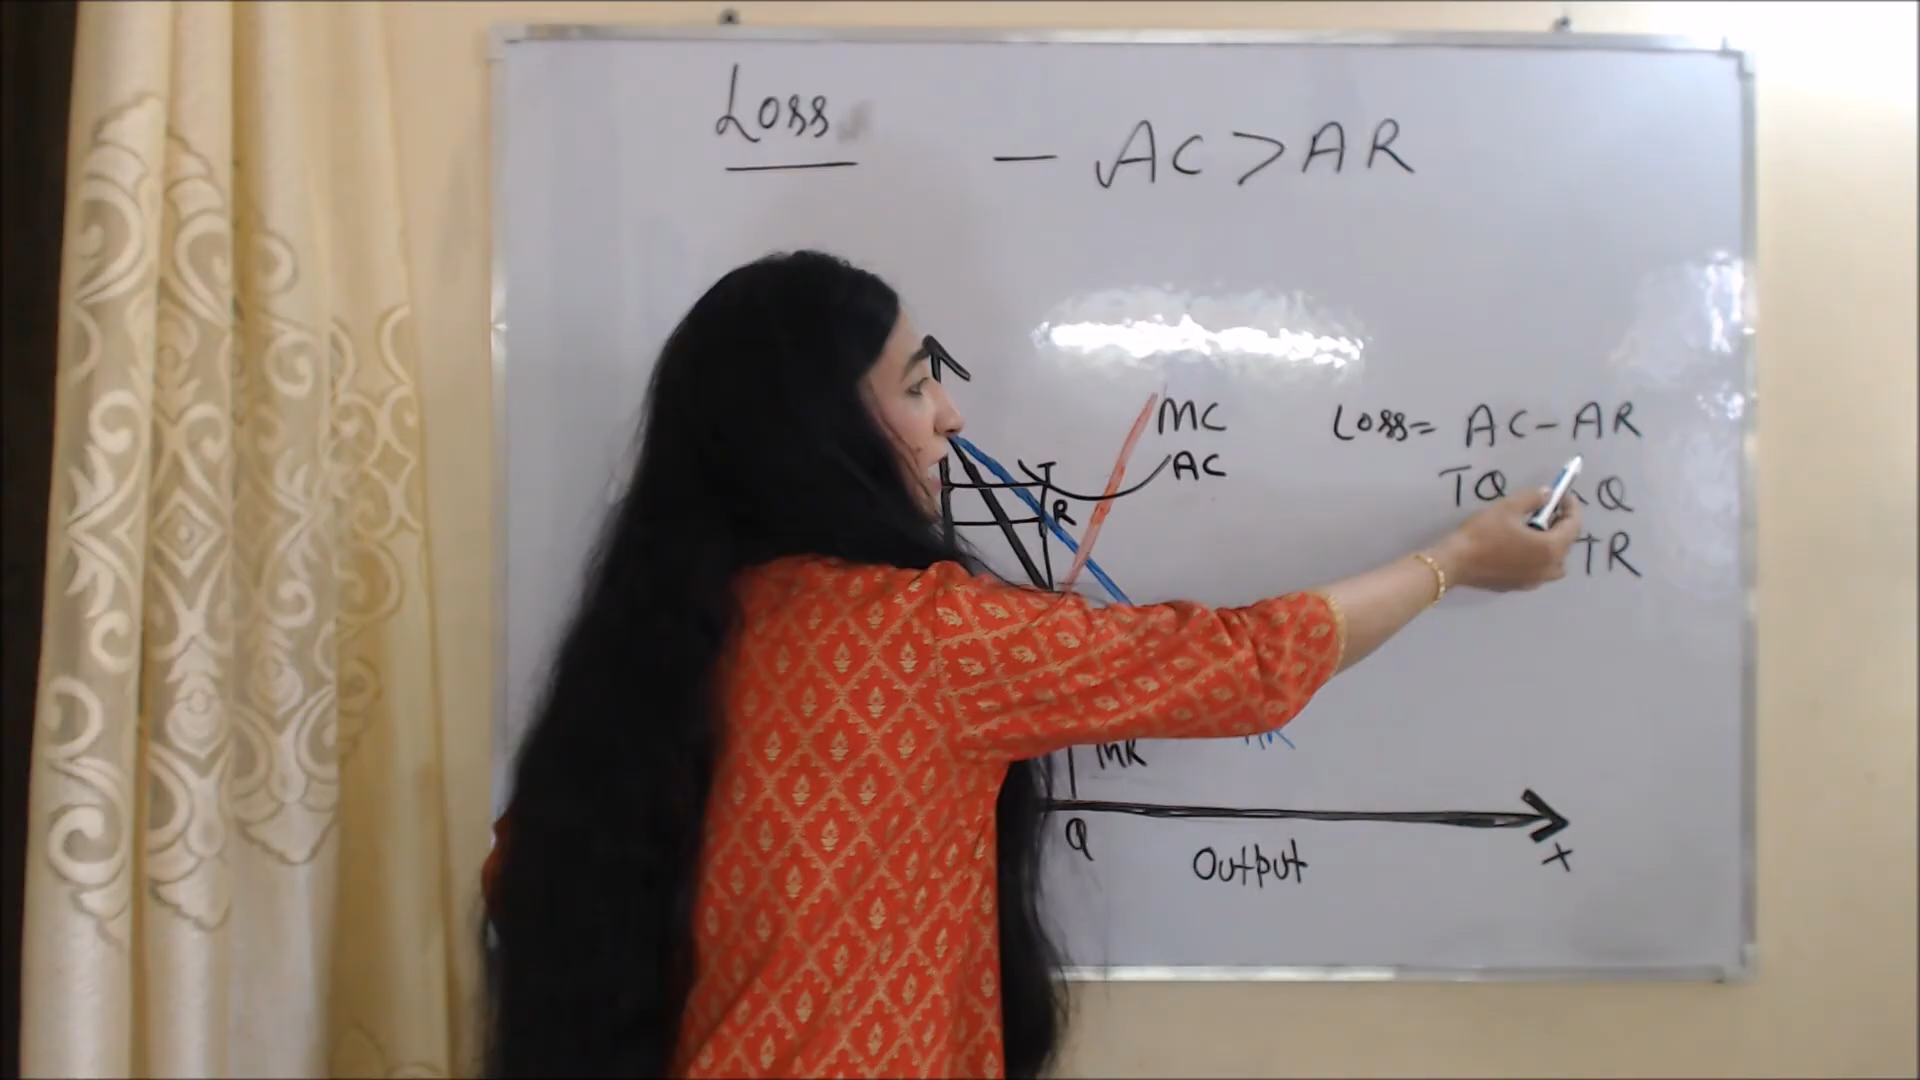 Loss
- AC > AR
MC
AC
T
R
Loss = AC - AR
TQ
Q
TR
MR
Q
Output
X